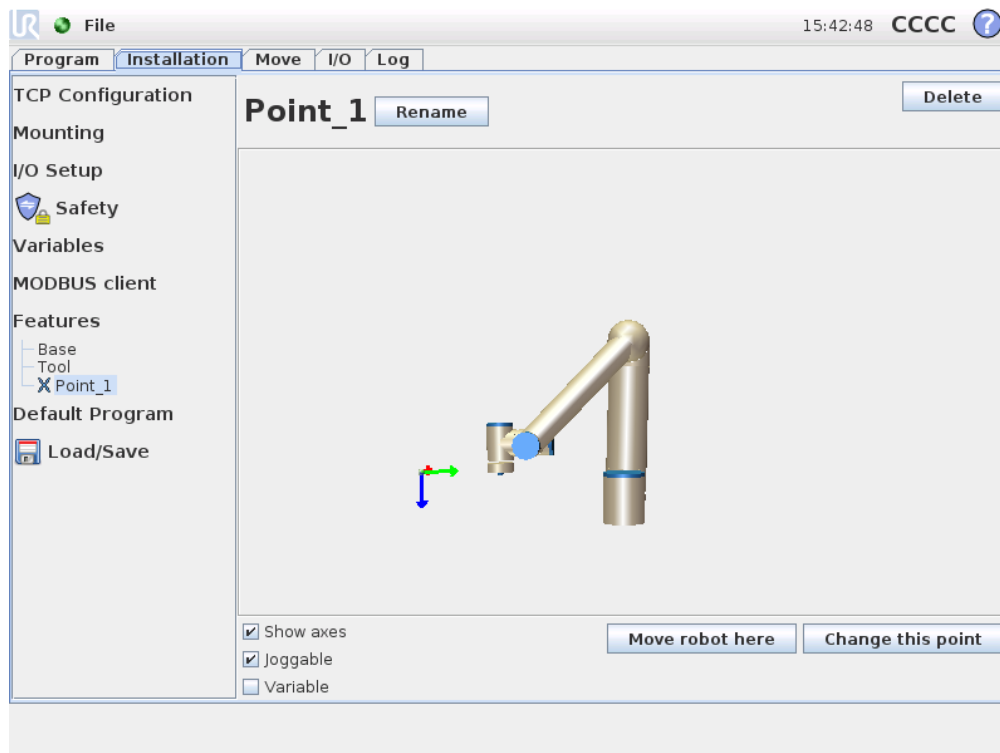 UR File 15:42:48 CCCC ?
Program Installation Move I/O Log
TCP Configuration
Mounting
I/O Setup
Safety
Variables
MODBUS client
Features
Base
Tool
Point_1
Default Program
Load/Save
Point_1 Rename Delete
Show axes
Joggable
Variable
Move robot here Change this point